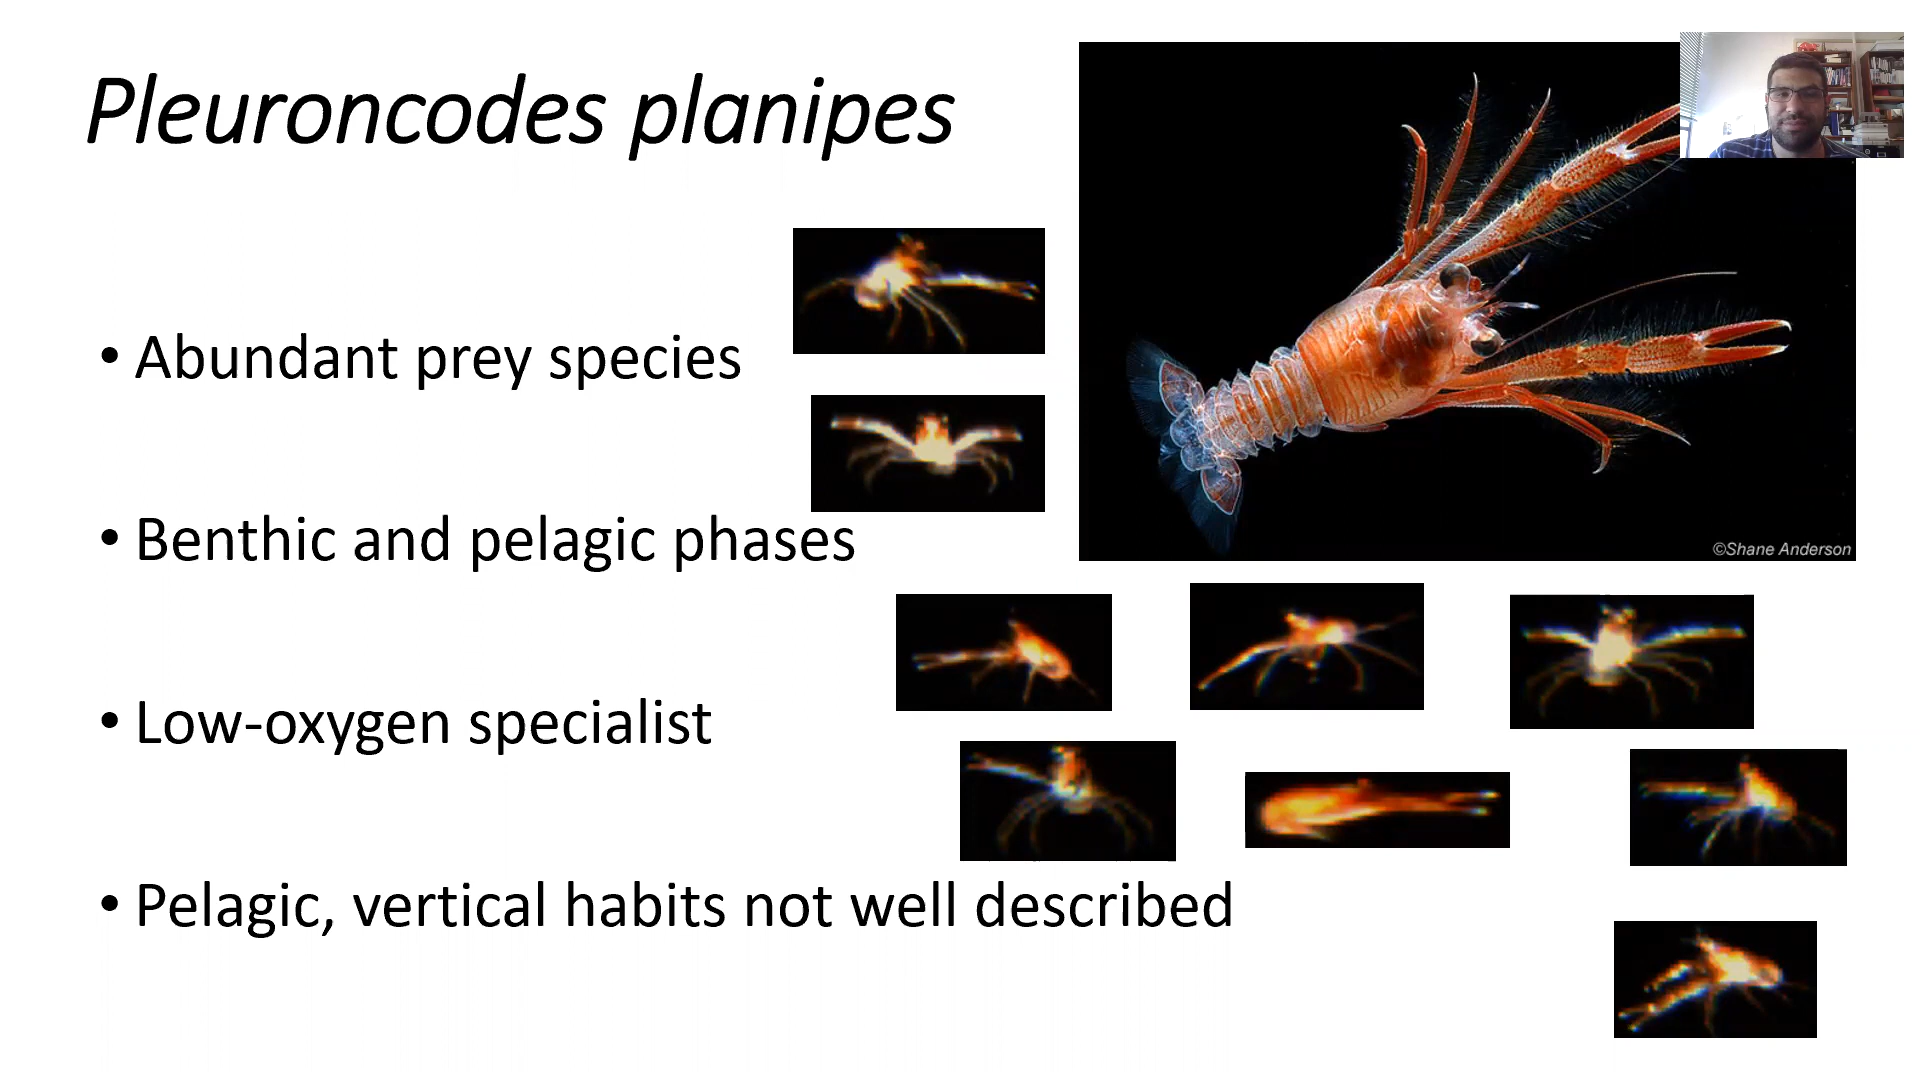 Pleuroncodes planipes
• Abundant prey species
• Benthic and pelagic phases
©Shane Anderson
• Low-oxygen specialist
• Pelagic, vertical habits not well described